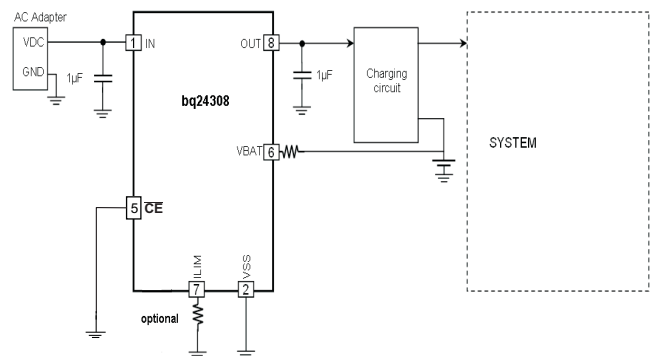 AC Adapter
VDC
GND
1μF
1
IN
OUT
8
1μF
Charging
circuit
bq24308
VBAT
6
SYSTEM
5
CE
ILIM
VSS
7
2
optional